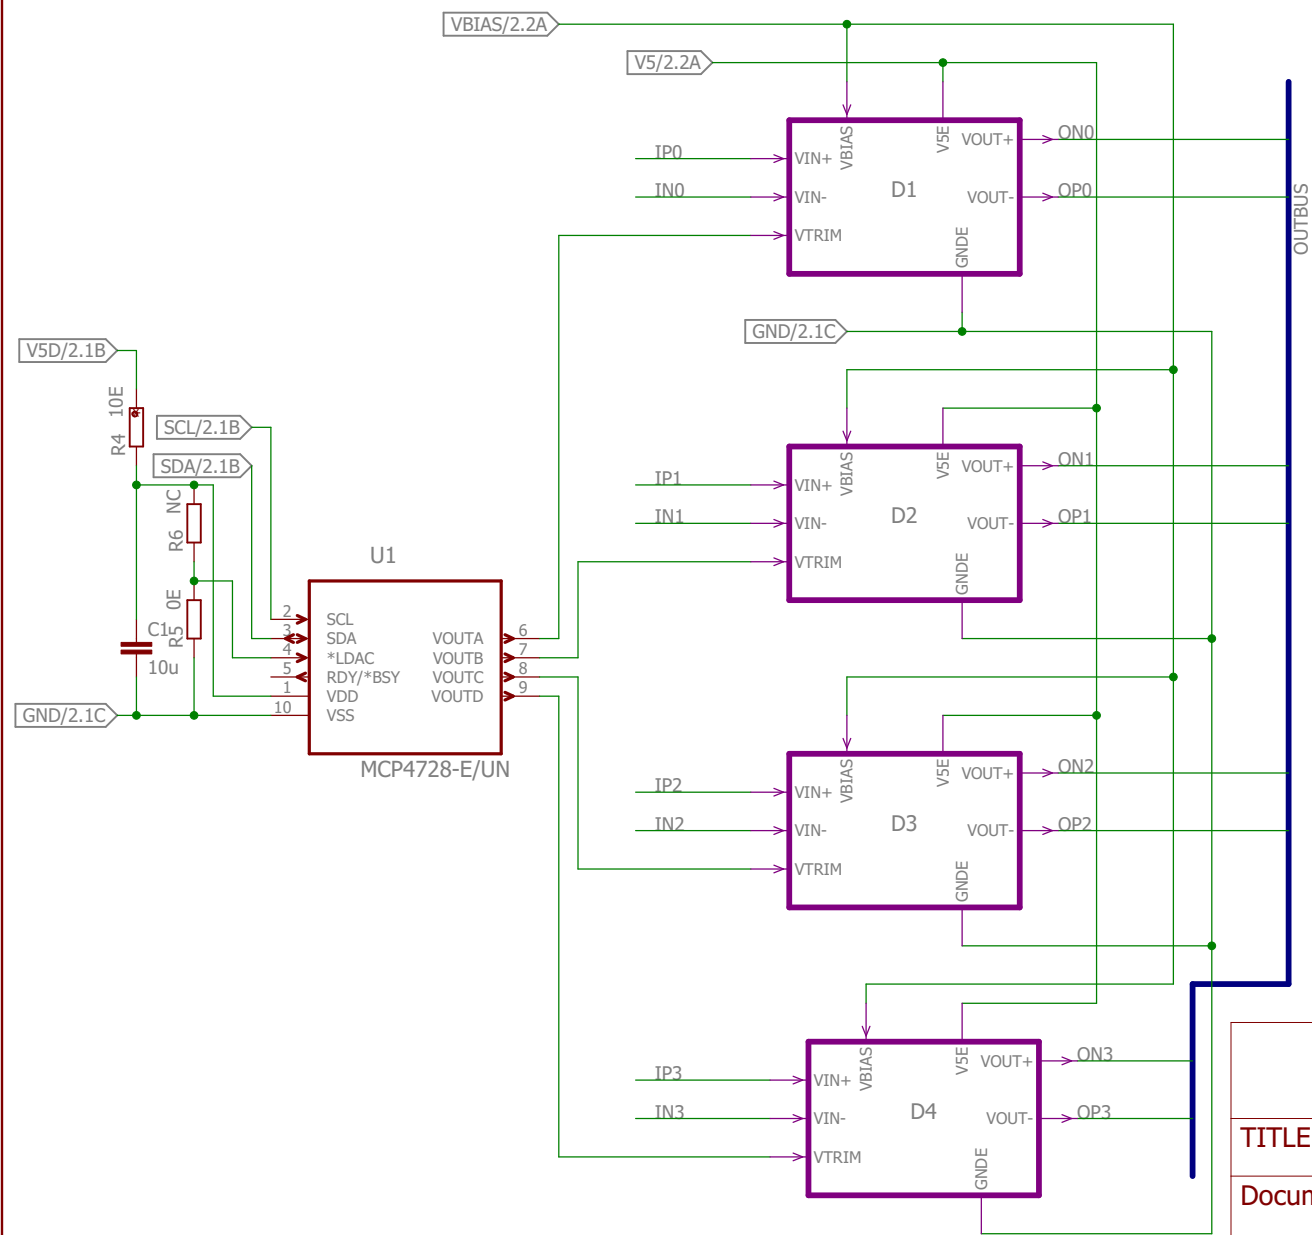 VBIAS/2.2A
V5/2.2A
VBIAS
V5E
VOUT+
ON0
IP0
VIN+
D1
IN0
VIN-
VOUT-
OP0
OUTBUS
VTRIM
GNDE
GND/2.1C
V5D/2.1B
10E
R4
SCL/2.1B
SDA/2.1B
VBIAS
V5E
VOUT+
ON1
IP1
VIN+
D2
IN1
VIN-
VOUT-
OP1
VTRIM
GNDE
NC
R6
U1
0E
R5
C1
10u
2
SCL
3
SDA
VOUTA
6
4
*LDAC
VOUTB
7
5
RDY/*BSY
VOUTC
8
1
VDD
VOUTD
9
GND/2.1C
10
VSS
MCP4728-E/UN
VBIAS
V5E
VOUT+
ON2
IP2
VIN+
D3
IN2
VIN-
VOUT-
OP2
VTRIM
GNDE
VBIAS
V5E
VOUT+
ON3
IP3
VIN+
D4
IN3
VIN-
VOUT-
OP3
VTRIM
GNDE
TITLE
Docum